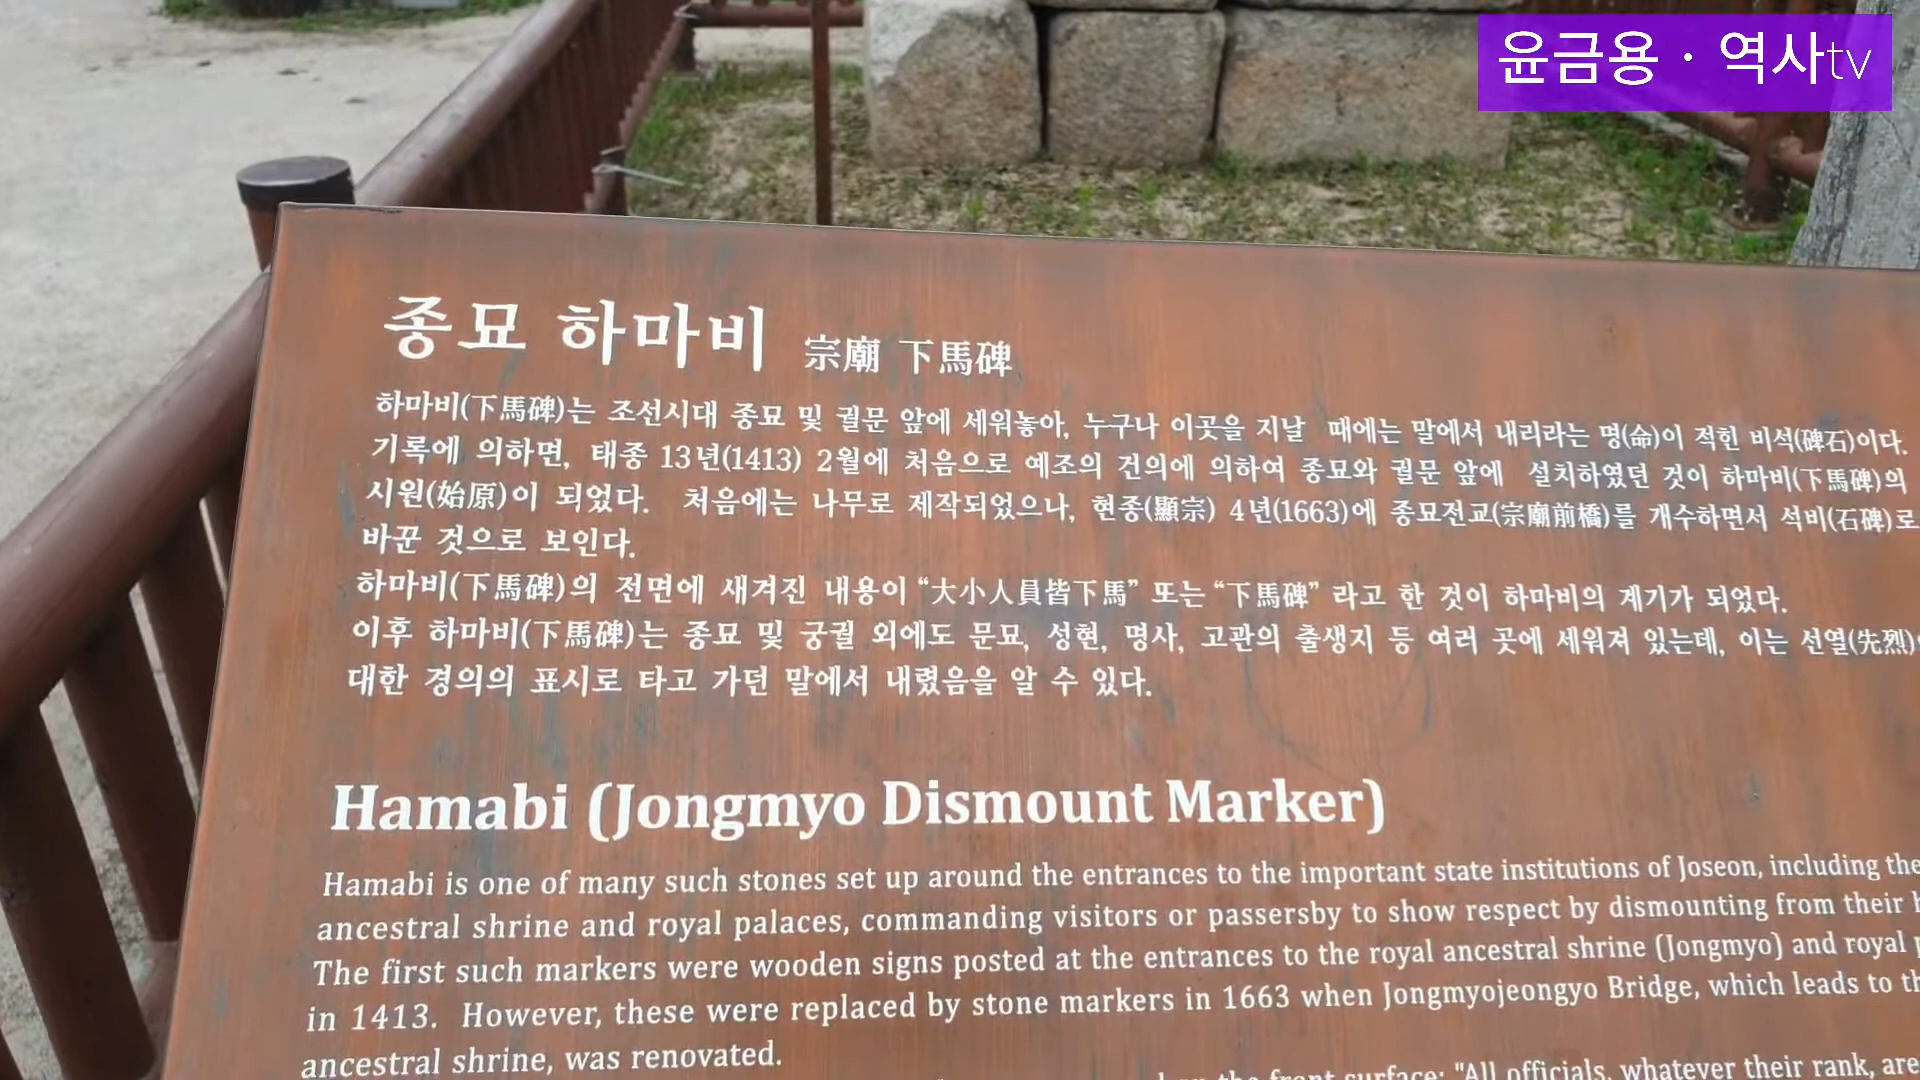 윤금용·역사tv
종묘 하마비 宗廟 下馬碑
하마비(下馬碑)는 조선시대 종묘 및 궐문 앞에 세워놓아, 누구나 이곳을 지날 때에는 말에서 내리라는 명(命)이 적힌 비석(碑石)이다.
기록에 의하면, 태종 13년(1413) 2월에 처음으로 예조의 건의에 의하여 종묘와 궐문 앞에 설치하였던 것이 하마비(下馬碑)의
시원(始原)이 되었다. 처음에는 나무로 제작되었으나, 현종(顯宗) 4년(1663)에 종묘전교(宗廟前橋)를 개수하면서 석비(石碑)로
바꾼 것으로 보인다.
하마비(下馬碑)의 전면에 새겨진 내용이 “大小人員皆下馬” 또는 “下馬碑” 라고 한 것이 하마비의 계기가 되었다.
이후 하마비(下馬碑)는 종묘 및 궁궐 외에도 문묘, 성현, 명사, 고관의 출생지 등 여러 곳에 세워져 있는데, 이는 선열(先烈)
대한 경의의 표시로 타고 가던 말에서 내렸음을 알 수 있다.
Hamabi (Jongmyo Dismount Marker)
Hamabi is one of many such stones set up around the entrances to the important state institutions of Joseon, including the
ancestral shrine and royal palaces, commanding visitors or passersby to show respect by dismounting from their
The first such markers were wooden signs posted at the entrances to the royal ancestral shrine (Jongmyo) and royal
in 1413. However, these were replaced by stone markers in 1663 when Jongmyojeongyo Bridge, which leads to
ancestral shrine, was renovated.
the front surface: "All officials, whatever their rank, are